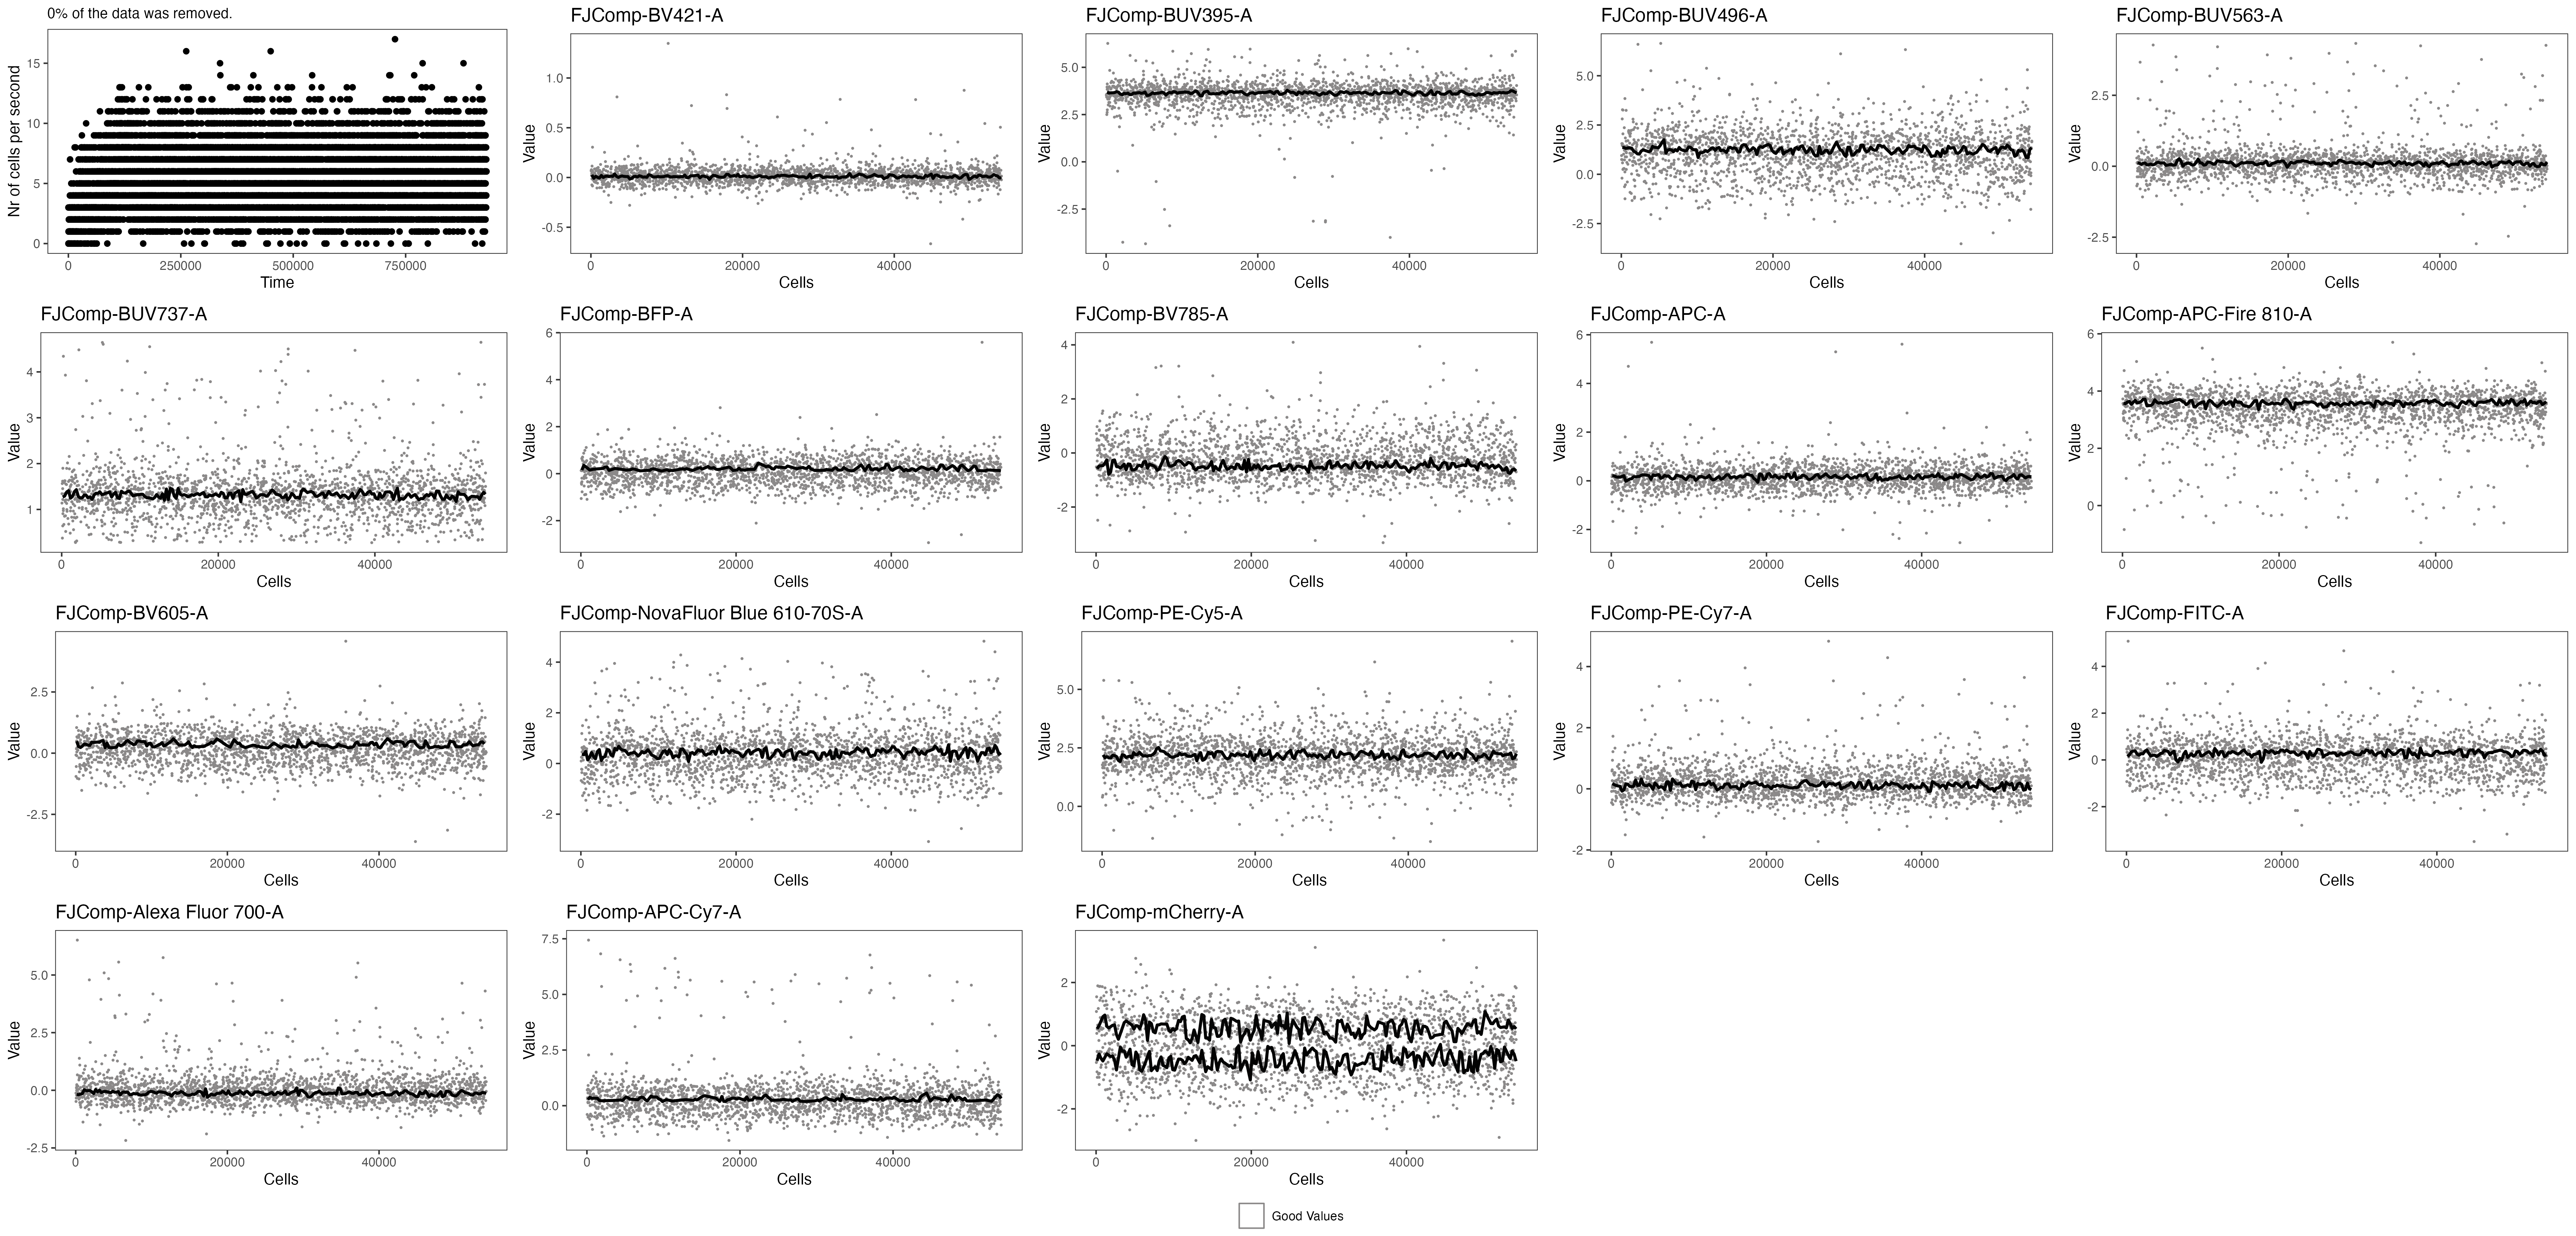 0% of the data was removed.
Nr of cells per second
15
10
5
0
0 250000 500000 750000
Time
FJComp-BV421-A
Value
1.0
0.5
0.0
-0.5
0 20000 40000
Cells
FJComp-BUV395-A
Value
5.0
2.5
0.0
-2.5
0 20000 40000
Cells
FJComp-BUV496-A
Value
5.0
2.5
0.0
-2.5
0 20000 40000
Cells
FJComp-BUV563-A
Value
2.5
0.0
-2.5
0 20000 40000
Cells
FJComp-BUV737-A
Value
4
3
2
1
0 20000 40000
Cells
FJComp-BFP-A
Value
6
4
2
0
-2
0 20000 40000
Cells
FJComp-BV785-A
Value
4
2
0
-2
0 20000 40000
Cells
FJComp-APC-A
Value
6
4
2
0
-2
0 20000 40000
Cells
FJComp-APC-Fire 810-A
Value
6
4
2
0
0 20000 40000
Cells
FJComp-BV605-A
Value
2.5
0.0
-2.5
0 20000 40000
Cells
FJComp-NovaFluor Blue 610-70S-A
Value
4
2
0
-2
0 20000 40000
Cells
FJComp-PE-Cy5-A
Value
5.0
2.5
0.0
0 20000 40000
Cells
FJComp-PE-Cy7-A
Value
4
2
0
-2
0 20000 40000
Cells
FJComp-FITC-A
Value
4
2
0
-2
0 20000 40000
Cells
FJComp-Alexa Fluor 700-A
Value
5.0
2.5
0.0
-2.5
0 20000 40000
Cells
FJComp-APC-Cy7-A
Value
7.5
5.0
2.5
0.0
0 20000 40000
Cells
FJComp-mCherry-A
Value
2
0
-2
0 20000 40000
Cells
Good Values